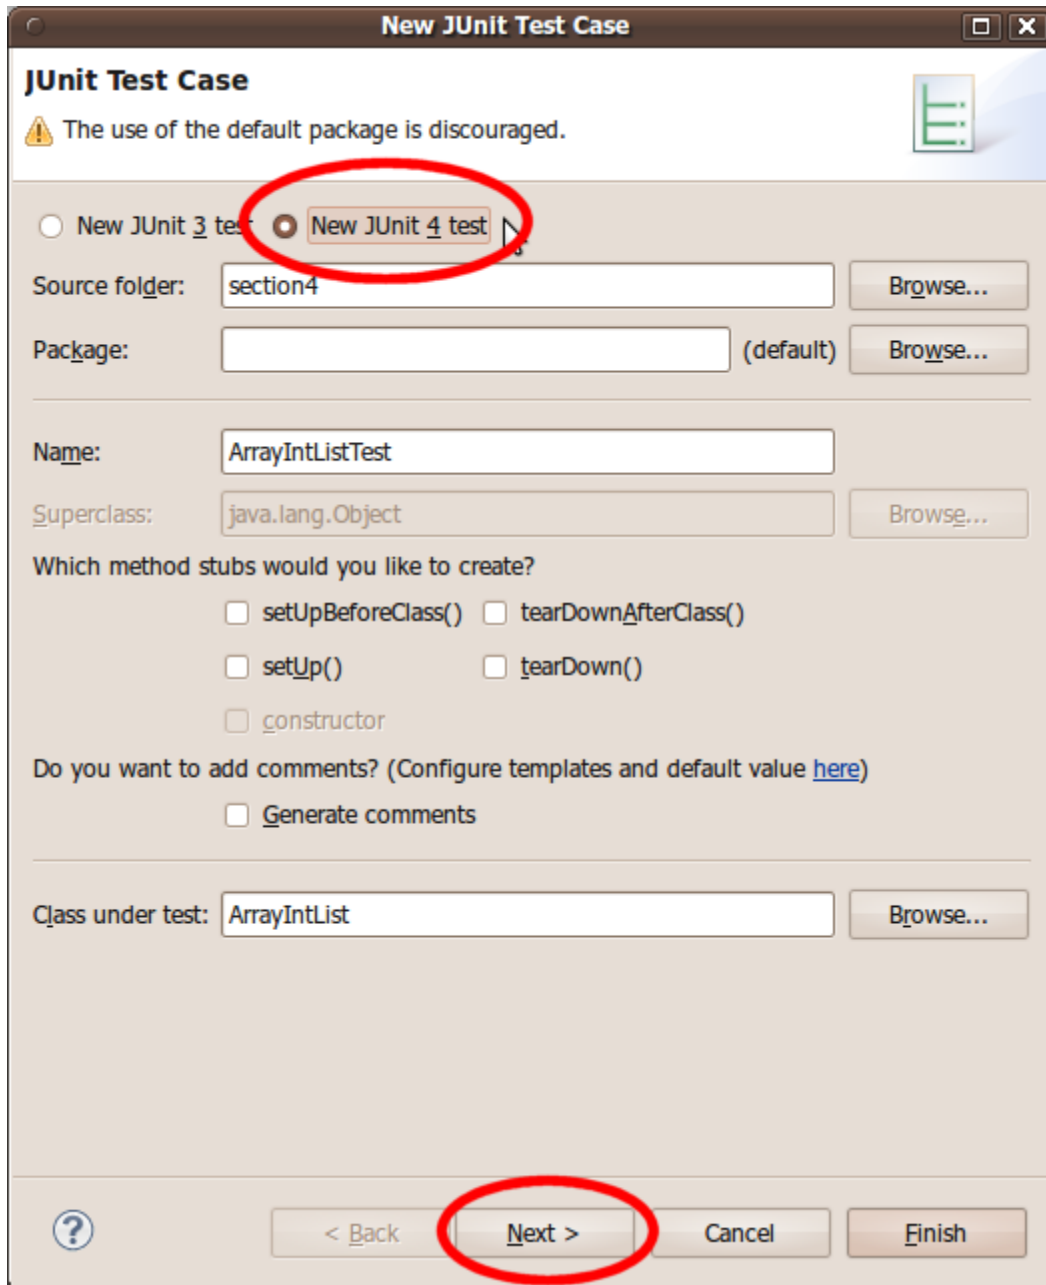 New JUnit Test Case
JUnit Test Case
The use of the default package is discouraged.
New JUnit 3 test New JUnit 4 test
Source folder: section4 Browse...
Package: (default) Browse...
Name: ArrayIntListTest
Superclass: java.lang.Object Browse...
Which method stubs would you like to create?
setUpBeforeClass() tearDownAfterClass()
setUp() tearDown()
constructor
Do you want to add comments? (Configure templates and default value here)
Generate comments
Class under test: ArrayIntList Browse...
? < Back Next > Cancel Finish